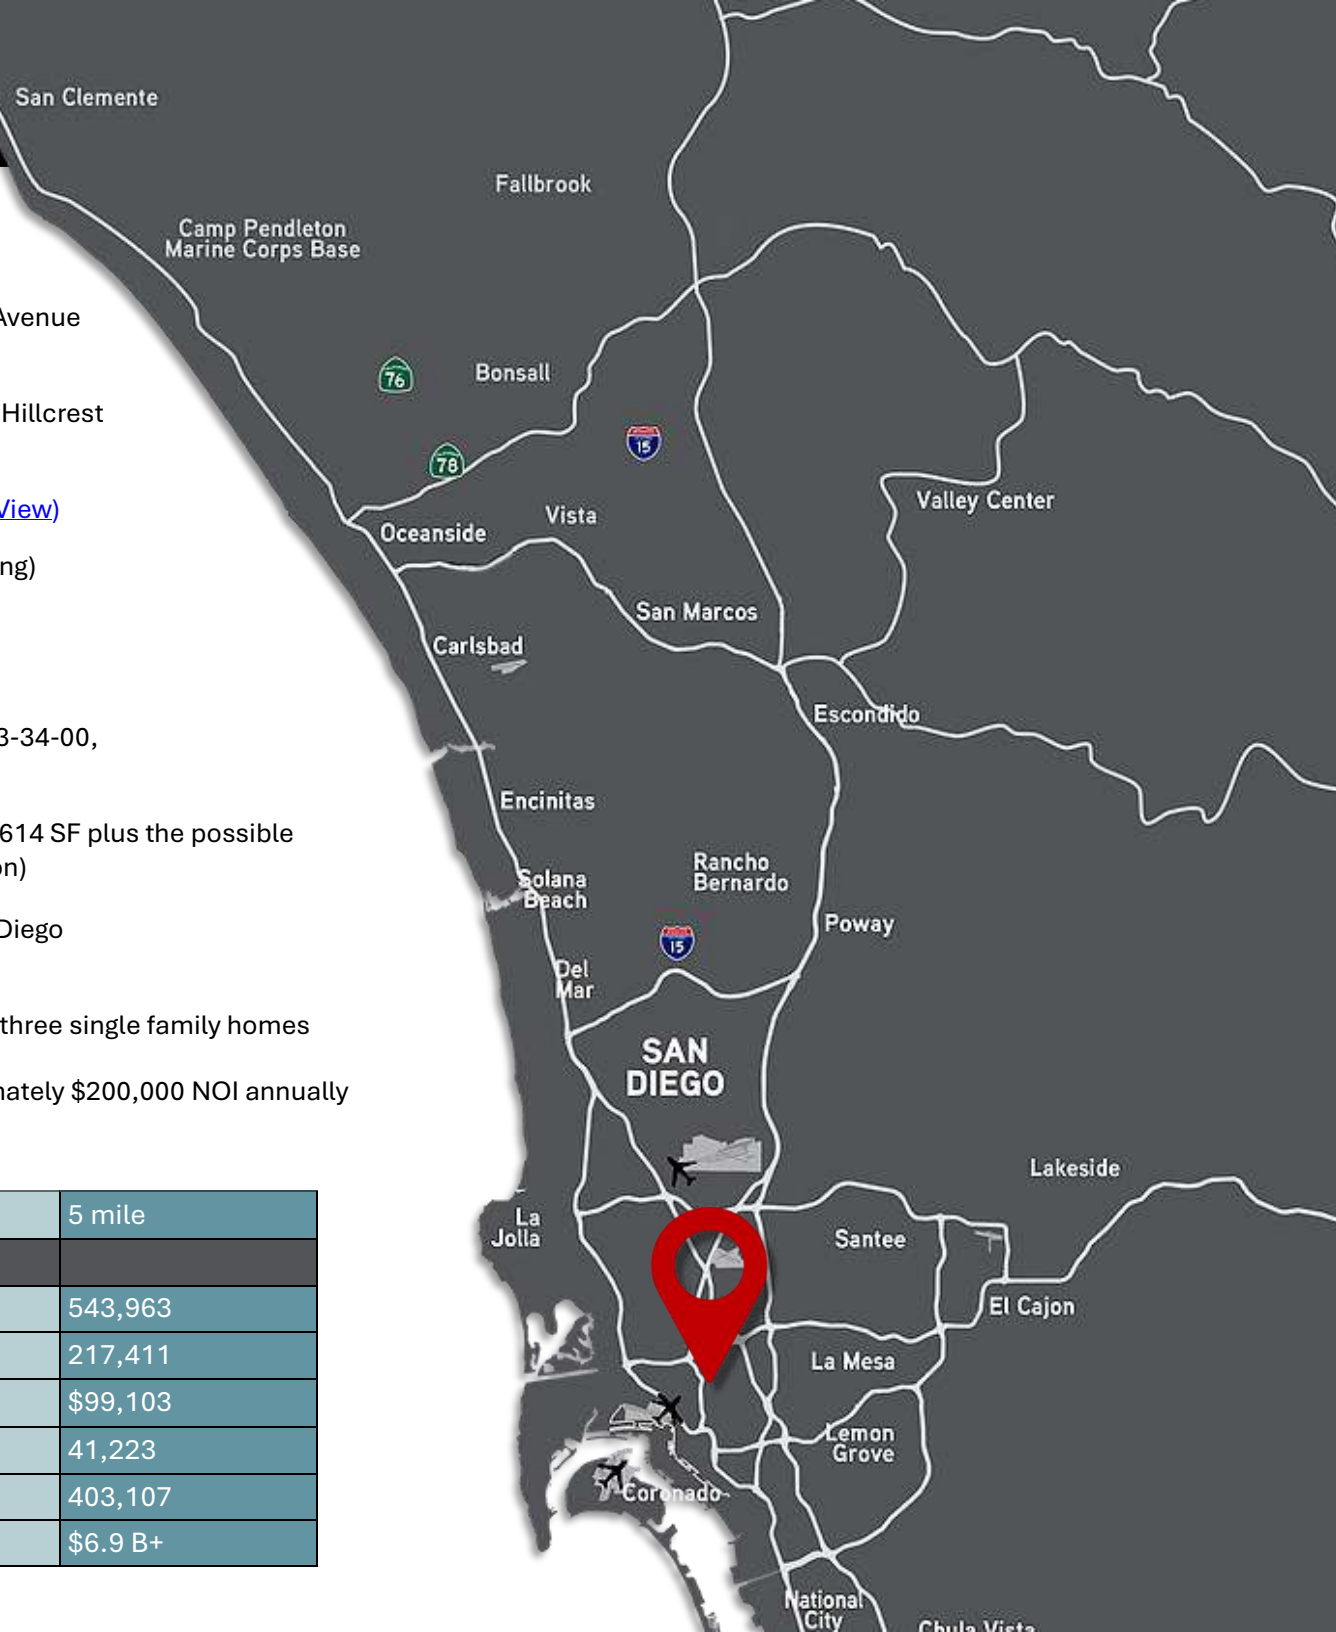 San Clemente
Fallbrook
Camp Pendleton
Marine Corps Base
Avenue
76
Bonsall
Hillcrest
15
78
Valley Center
View)
Vista
Oceanside
ng)
San Marcos
Carlsbad
Escondido
3-34-00,
Encinitas
614 SF plus the possible
on)
Rancho
Bernardo
Solana
Beach
Poway
Diego
15
Del
Mar
three single family homes
SAN
DIEGO
nately $200,000 NOI annually
Lakeside
5 mile
La
Jolla
Santee
543,963
El Cajon
217,411
La Mesa
$99,103
41,223
Lemon
Grove
403,107
Coronado
$6.9 B+
National
City
Chula Vista